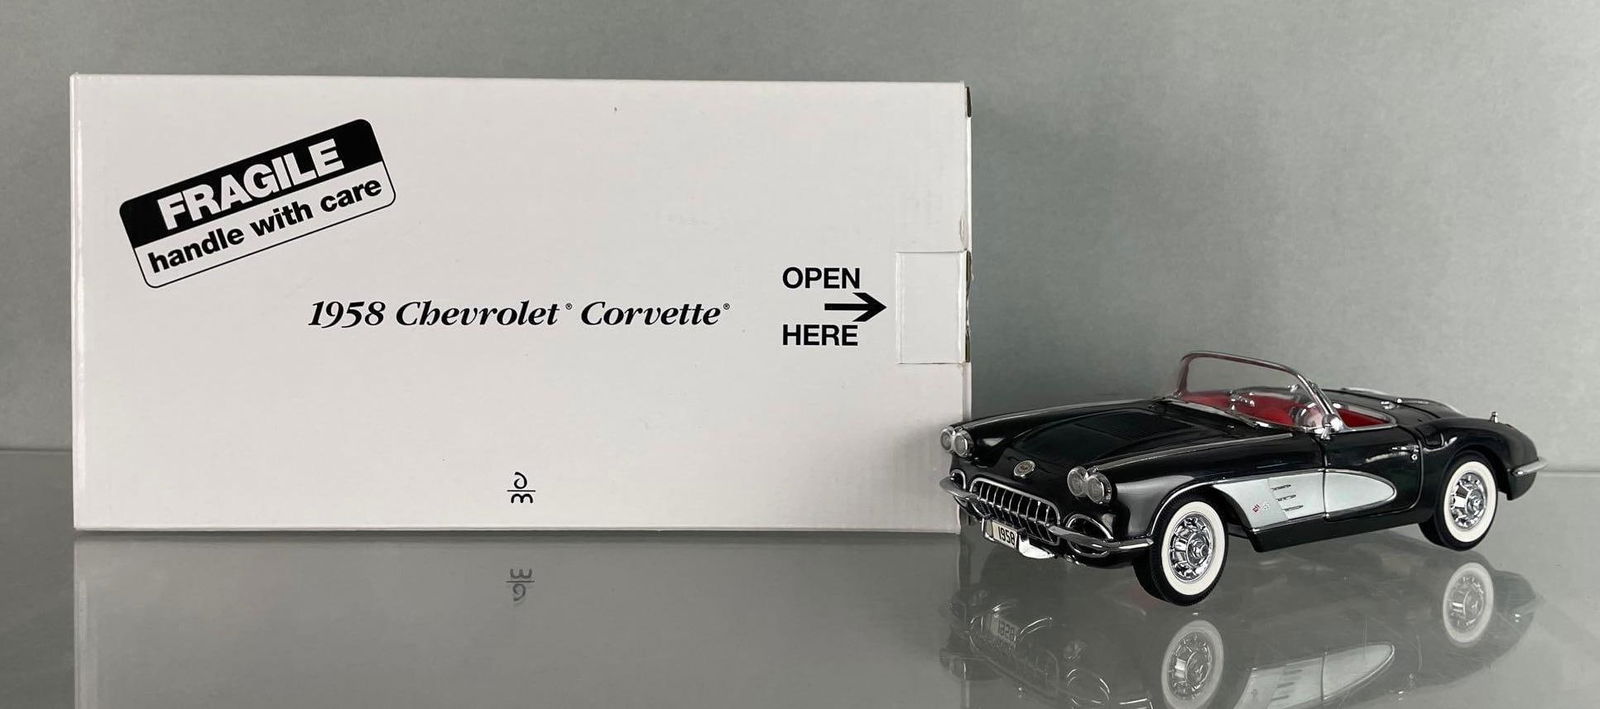 FRAGILE
handle with care
1958 Chevrolet® Corvette®
OPEN
HERE
1958